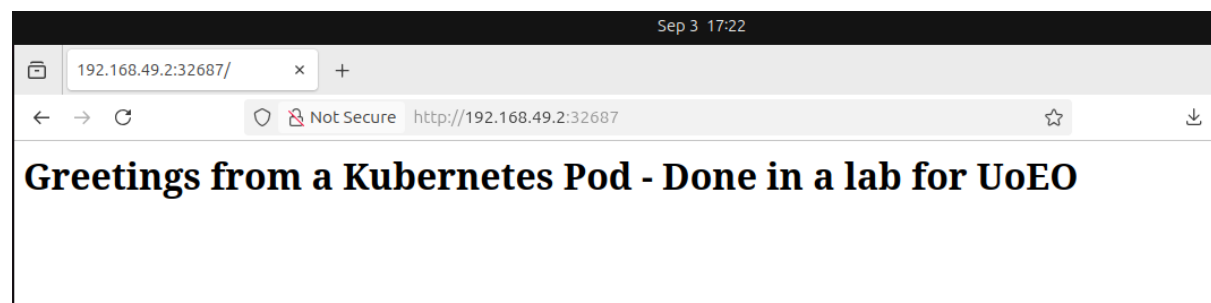 Sep 3 17:22
192.168.49.2:32687/
Not Secure http://192.168.49.2:32687
Greetings from a Kubernetes Pod - Done in a lab for UoEO